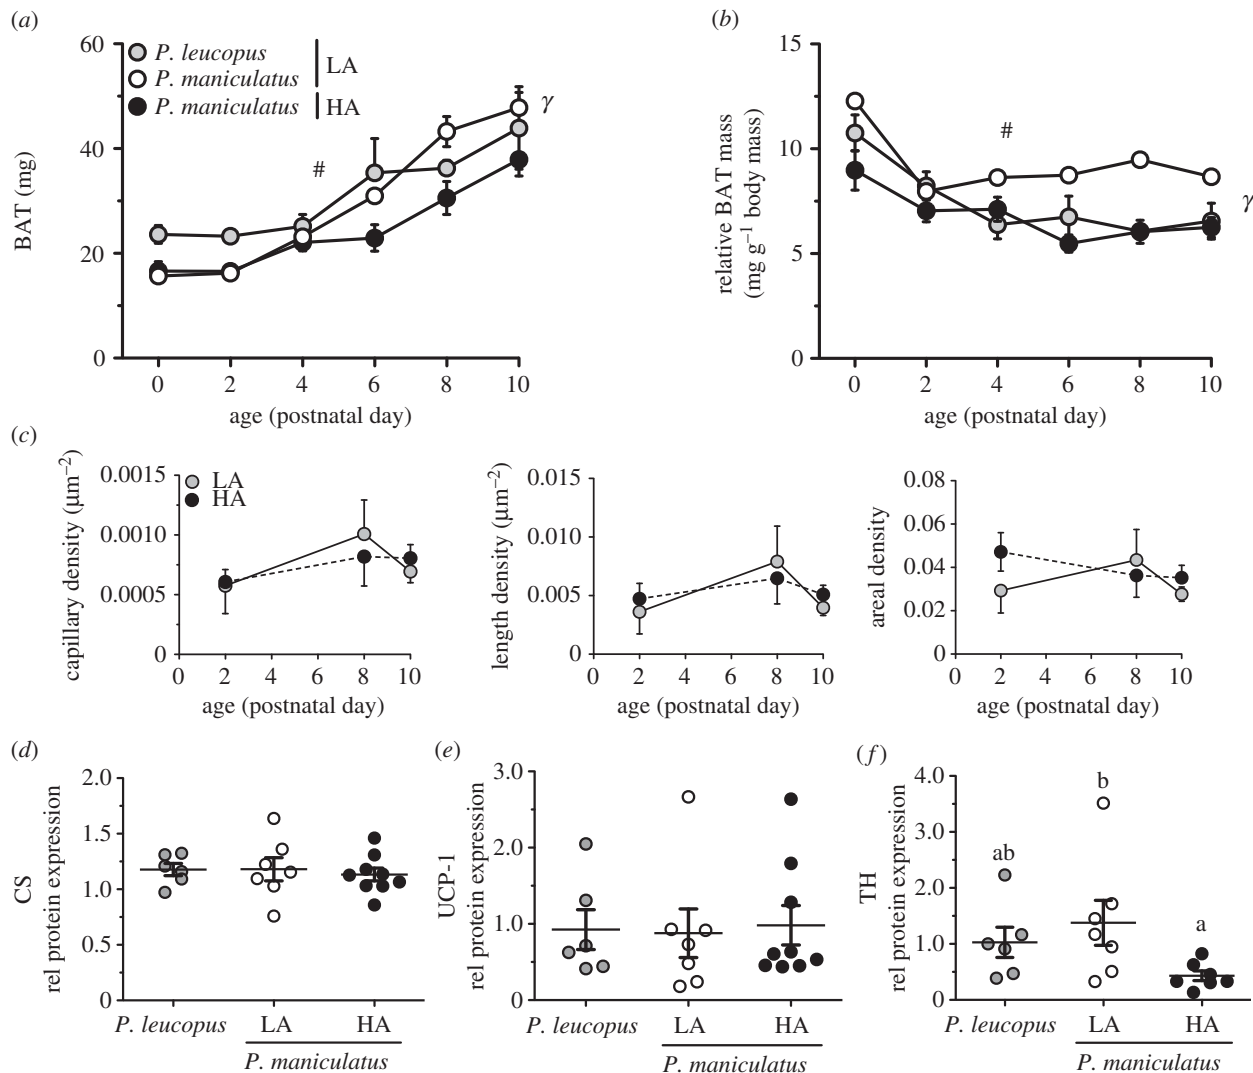 (a)
60
40
20
0
BAT (mg)
P. leucopus
P. maniculatus
LA
P. maniculatus
HA
#
γ
0 2 4 6 8 10
age (postnatal day)
(b)
15
10
5
0
relative BAT mass
(mg g⁻¹ body mass)
#
γ
0 2 4 6 8 10
age (postnatal day)
(c)
0.0015
0.0010
0.0005
0
capillary density (μm⁻²)
LA
HA
0 2 4 6 8 10
age (postnatal day)
0.015
0.010
0.005
0
length density (μm⁻²)
0 2 4 6 8 10
age (postnatal day)
0.08
0.06
0.04
0.02
0
areal density
0 2 4 6 8 10
age (postnatal day)
(d)
2.0
1.5
1.0
0.5
0
CS
rel protein expression
P. leucopus LA HA
P. maniculatus
(e)
3.0
2.0
1.0
0
UCP-1
rel protein expression
P. leucopus LA HA
P. maniculatus
(f)
4.0
3.0
2.0
1.0
0
TH
rel protein expression
ab
b
a
P. leucopus LA HA
P. maniculatus